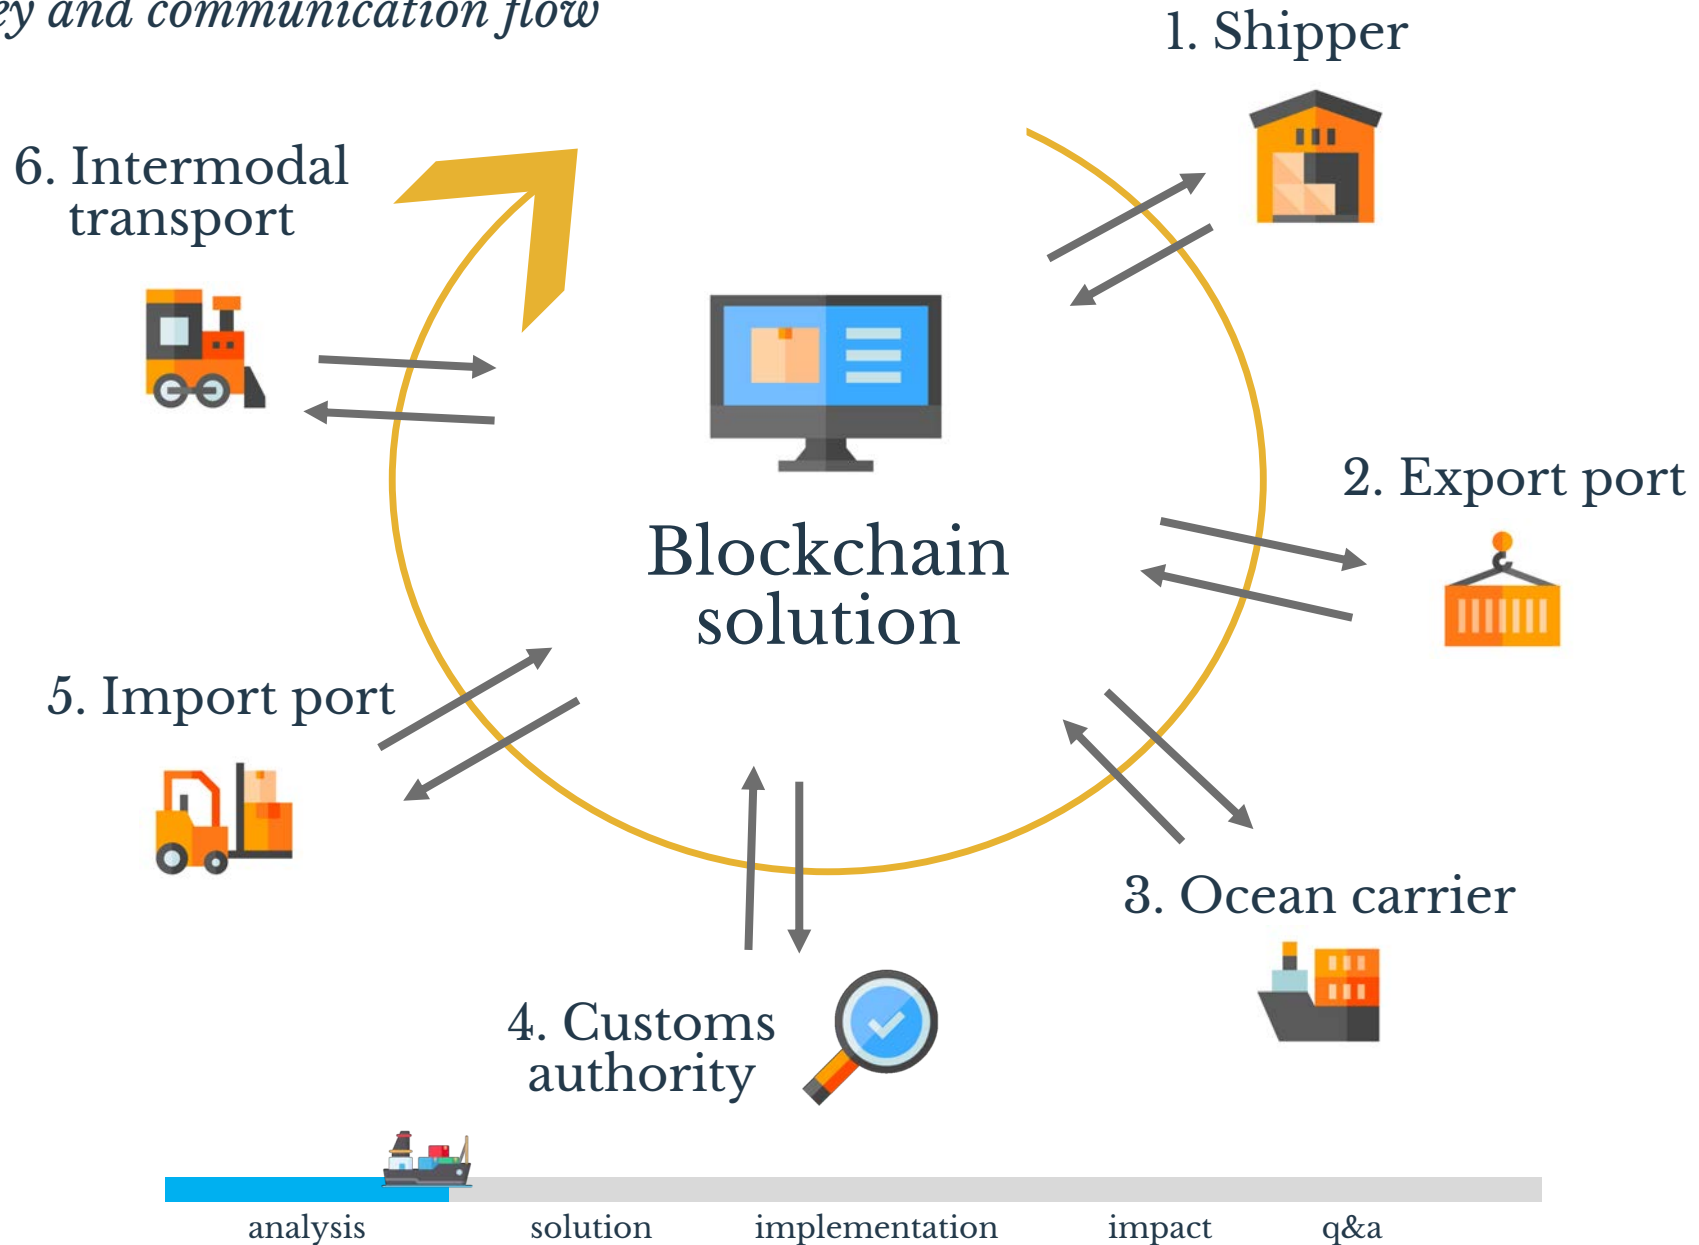 and communication flow
1. Shipper
6. Intermodal
transport
2. Export port
Blockchain
solution
5. Import port
3. Ocean carrier
4. Customs
authority
analysis
solution
implementation
impact
q&a